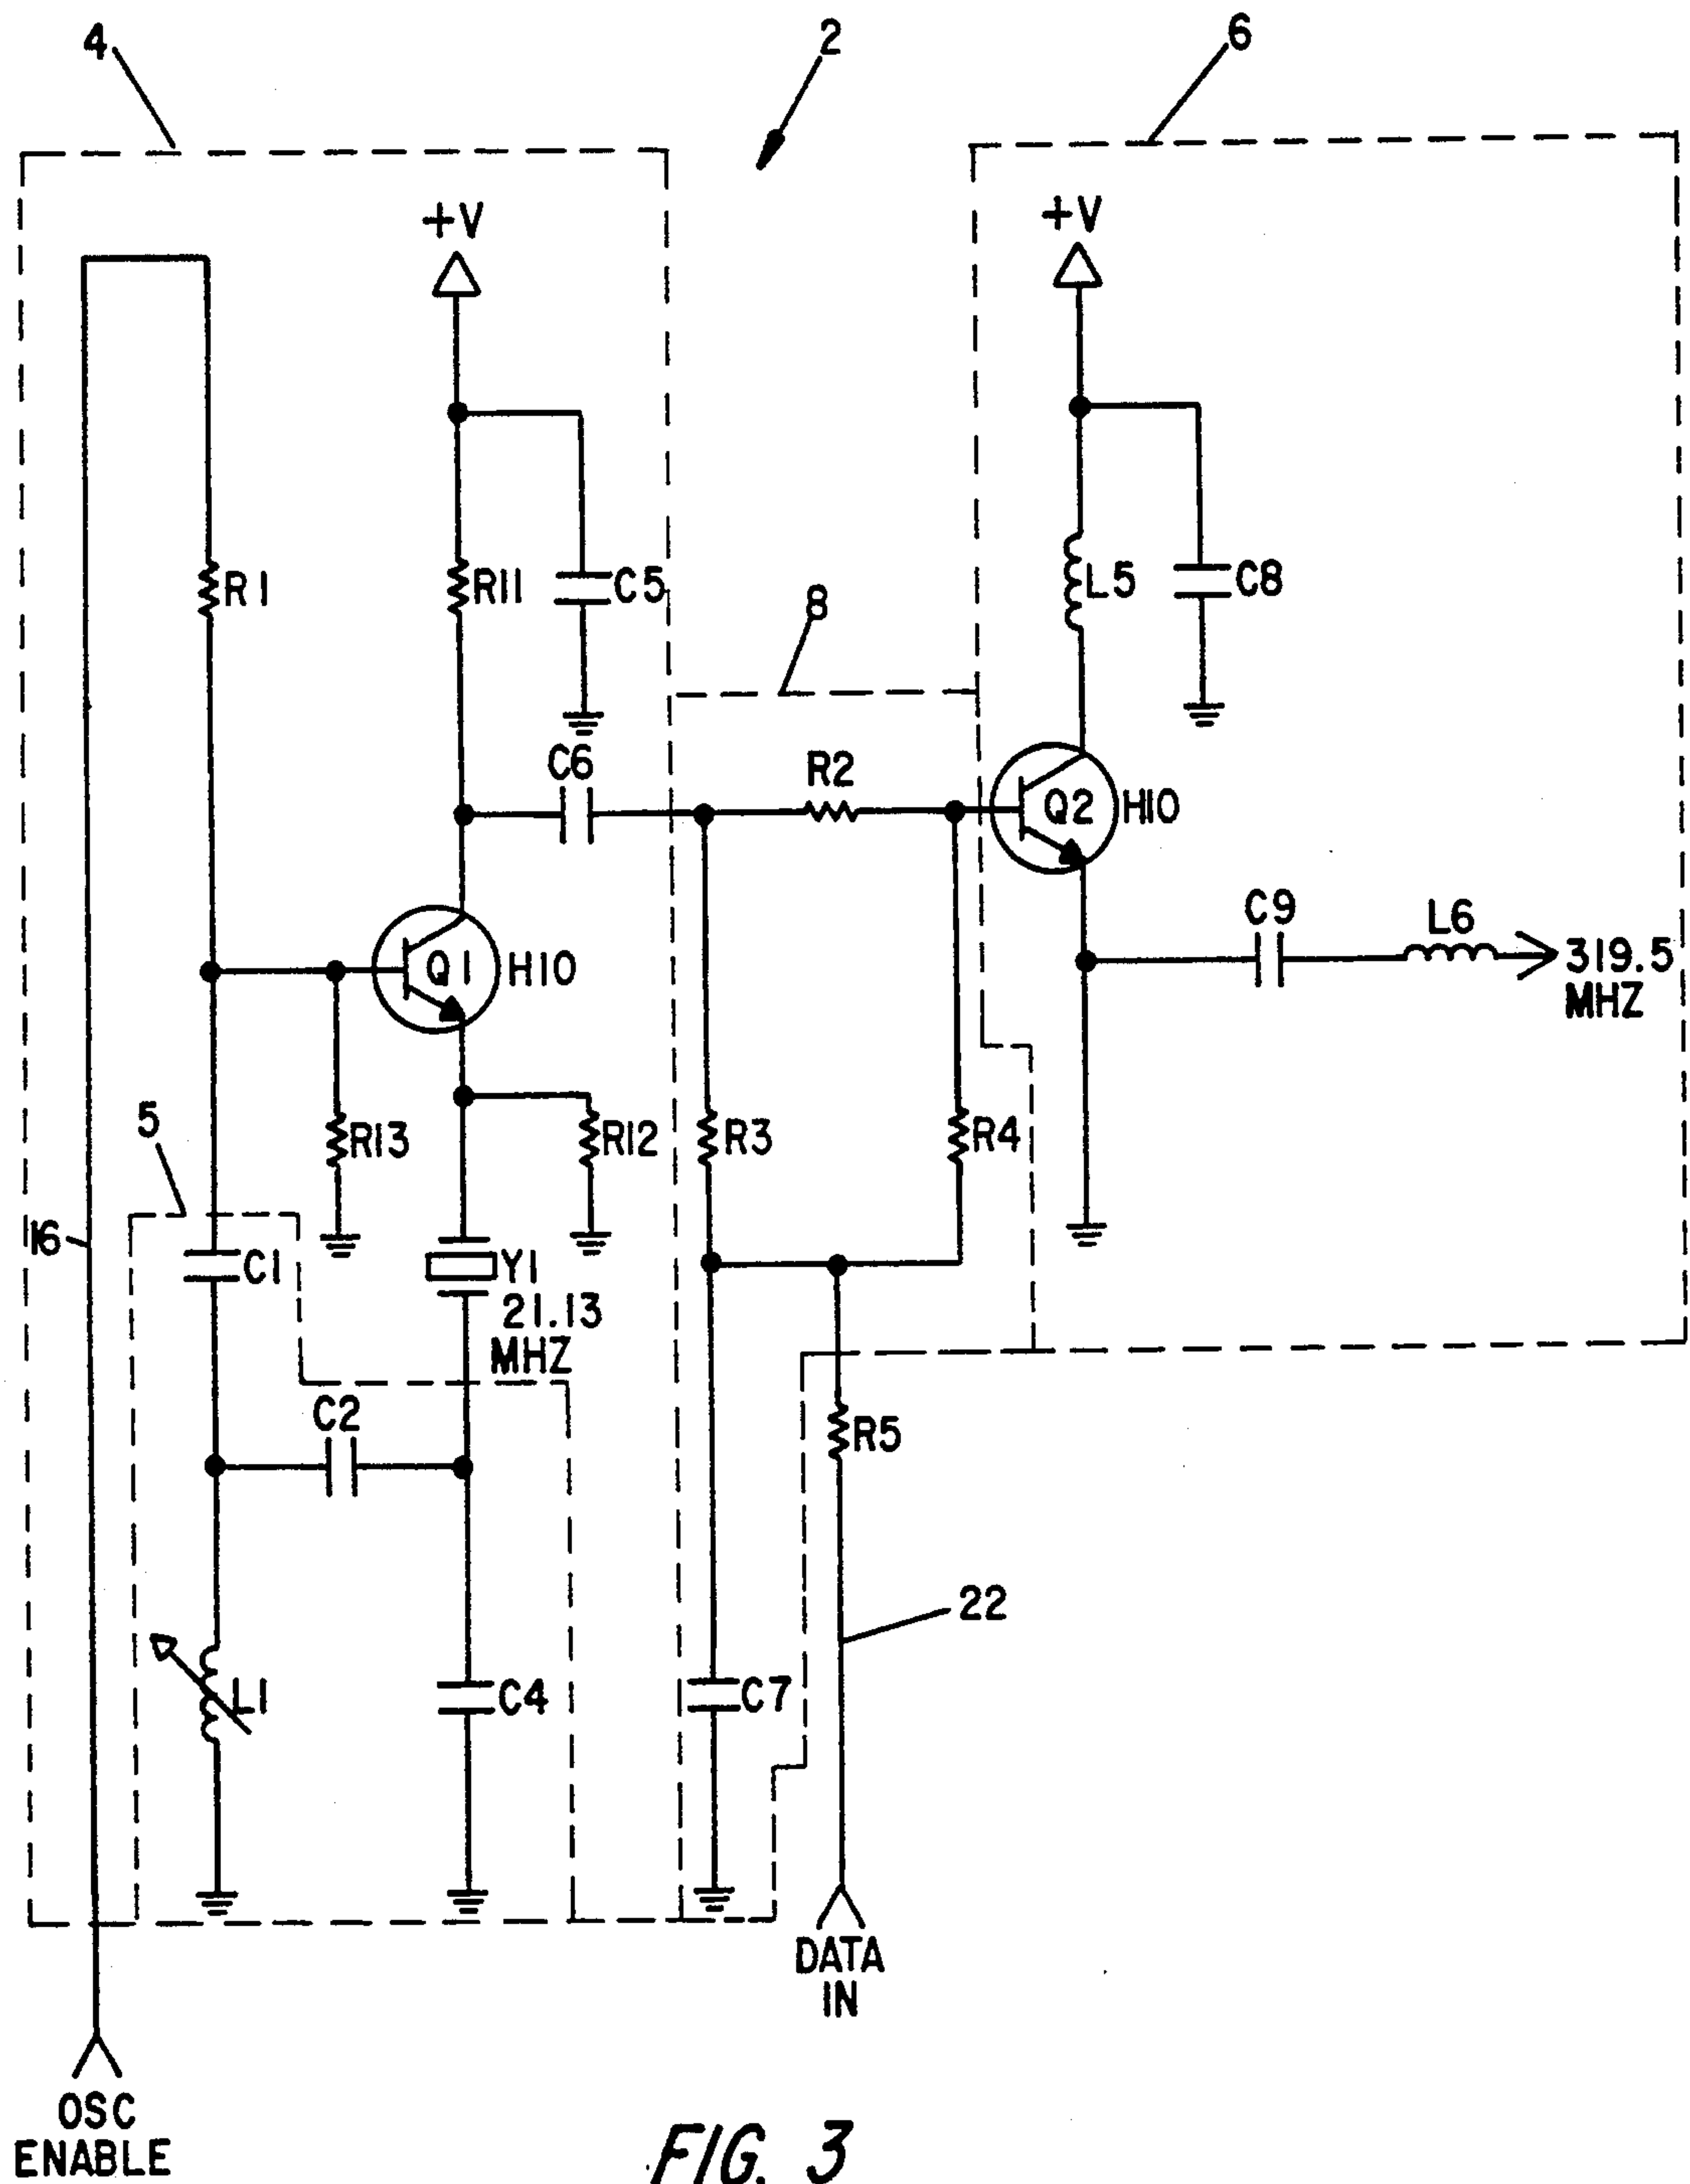 4
2
6
+V
+V
R1
R11
C5
8
L5
C8
C6
R2
Q2
H10
Q1
H10
C9
L6
319.5
MHZ
5
R13
R12
R3
R4
16
C1
Y1
21.13
MHZ
C2
R5
22
L1
C4
C7
DATA
IN
OSC
ENABLE
FIG. 3